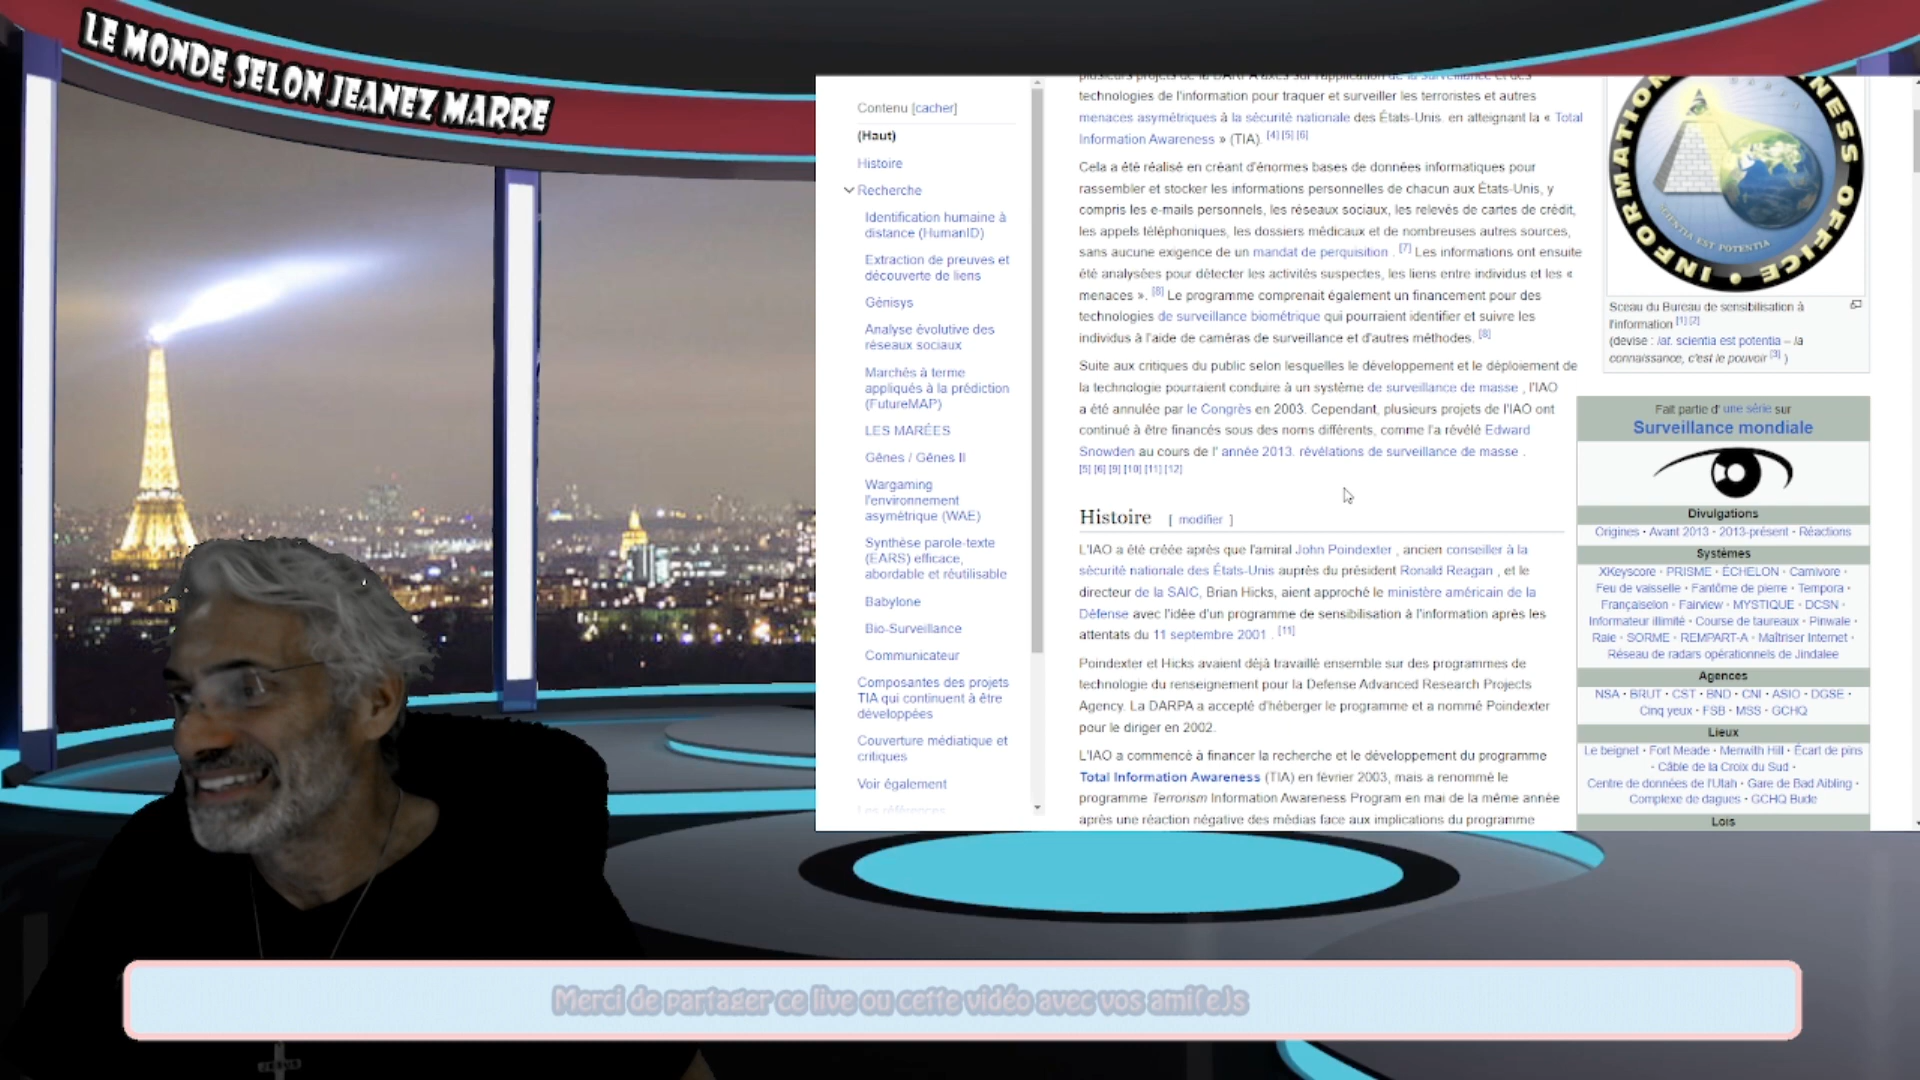 LE MONDE SELON JEANEZ MARRE
Contenu [cacher]
(Haut)
Histoire
Recherche
Identification humaine à
distance (HumanID)
Extraction de preuves et
découverte de liens
Génisys
Analyse évolutive des
réseaux sociaux
Marchés à terme
appliqués à la prédiction
(FutureMAP)
LES MARÉES
Gênes / Gênes II
Wargaming
l'environnement
asymétrique (WAE)
Synthèse parole-texte
(EARS) efficace,
abordable et réutilisable
Babylone
Bio-Surveillance
Communicateur
Composantes des projets
TIA qui continuent à être
développées
Couverture médiatique et
critiques
Voir également
Les références
plusieurs projets de la DARPA axés sur l'application de la surveillance et des
technologies de l'information pour traquer et surveiller les terroristes et autres
menaces asymétriques à la sécurité nationale des États-Unis. en atteignant la « Total
Information Awareness » (TIA). [4] [5] [6]
Cela a été réalisé en créant d'énormes bases de données informatiques pour
rassembler et stocker les informations personnelles de chacun aux États-Unis, y
compris les e-mails personnels, les réseaux sociaux, les relevés de cartes de crédit,
les appels téléphoniques, les dossiers médicaux et de nombreuses autres sources,
sans aucune exigence de un mandat de perquisition . [7] Les informations ont ensuite
été analysées pour détecter les activités suspectes, les liens entre individus et les «
menaces ». [8] Le programme comprenait également un financement pour des
technologies de surveillance biométrique qui pourraient identifier et suivre les
individus à l'aide de caméras de surveillance et d'autres méthodes. [8]
Suite aux critiques du public selon lesquelles le développement et le déploiement de
la technologie pourraient conduire à un système de surveillance de masse , l'IAO
a été annulée par le Congrès en 2003. Cependant, plusieurs projets de l'IAO ont
continué à être financés sous des noms différents, comme l'a révélé Edward
Snowden au cours de l' année 2013. révélations de surveillance de masse .
[5] [6] [9] [10] [11] [12]
Histoire [ modifier ]
L'IAO a été créée après que l'amiral John Poindexter , ancien conseiller à la
sécurité nationale des États-Unis auprès du président Ronald Reagan , et le
directeur de la SAIC, Brian Hicks, aient approché le ministère américain de la
Défense avec l'idée d'un programme de sensibilisation à l'information après les
attentats du 11 septembre 2001 . [11]
Poindexter et Hicks avaient déjà travaillé ensemble sur des programmes de
technologie du renseignement pour la Defense Advanced Research Projects
Agency. La DARPA a accepté d'héberger le programme et a nommé Poindexter
pour le diriger en 2002.
L'IAO a commencé à financer la recherche et le développement du programme
Total Information Awareness (TIA) en février 2003, mais a renommé le
programme Terrorism Information Awareness Program en mai de la même année
après une réaction négative des médias face aux implications du programme
INFORMATION NESS OFFICE
SCIENTIA EST POTENTIA
Sceau du Bureau de sensibilisation à
l'information [1] [2]
(devise : lat. scientia est potentia – la
connaissance, c'est le pouvoir [3] )
Fait partie d' une série sur
Surveillance mondiale
Divulgations
Origines · Avant 2013 · 2013-présent · Réactions
Systèmes
XKeyscore · PRISME · ÉCHELON · Carnivore ·
Feu de vaisselle · Fantôme de pierre · Tempora ·
Françaiselon · Fairview · MYSTIQUE · DCSN ·
Informateur illimité · Course de taureaux · Pinwale ·
Raie · SORME · REMPART-A · Maîtriser Internet ·
Réseau de radars opérationnels de Jindalee
Agences
NSA · BRUT · CST · BND · CNI · ASIO · DGSE ·
Cinq yeux · FSB · MSS · GCHQ
Lieux
Le beignet · Fort Meade · Menwith Hill · Écart de pins
· Câble de la Croix du Sud ·
Centre de données de l'Utah · Gare de Bad Aibling ·
Complexe de dagues · GCHQ Bude
Lois
Merci de partager ce live ou cette vidéo avec vos ami(e)s
JESUS